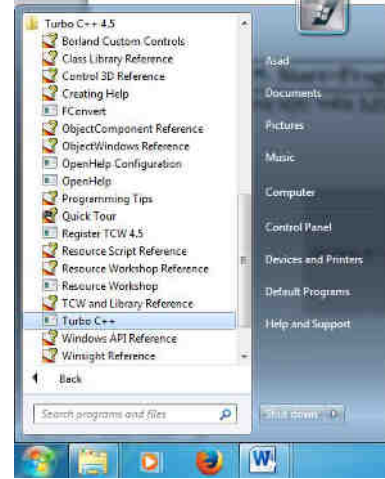 Turbo C++ 4.5
Borland Custom Controls
Class Library Reference
Control 3D Reference
Creating Help
FConvert
ObjectComponent Reference
ObjectWindows Reference
OpenHelp Configuration
OpenHelp
Programming Tips
Quick Tour
Register TCW 4.5
Resource Script Reference
Resource Workshop Reference
Resource Workshop
TCW and Library Reference
Turbo C++
Windows API Reference
Winsight Reference
Back
Search programs and files
Asad
Documents
Pictures
Music
Computer
Control Panel
Devices and Printers
Default Programs
Help and Support
Shut down